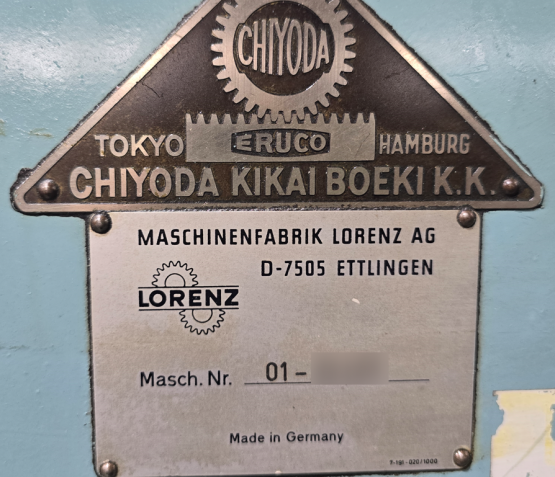 CHIYODA
TOKYO ERUCO HAMBURG
CHIYODA KIKAI BOEKI K.K.
MASCHINENFABRIK LORENZ AG
D-7505 ETTLINGEN
LORENZ
Masch. Nr. 01 –
Made in Germany